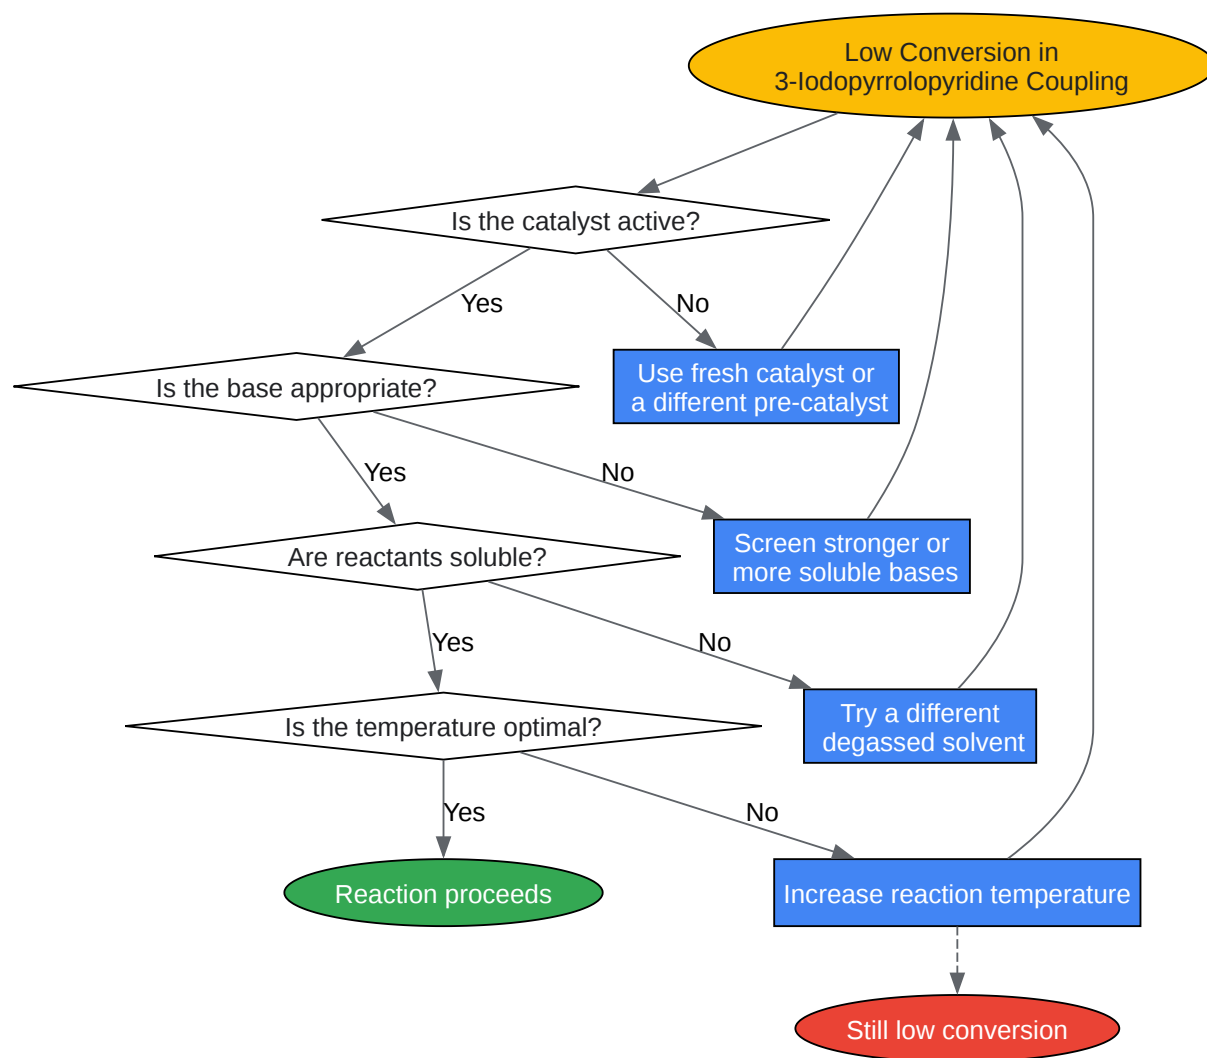 Low Conversion in
3-Iodopyrrolopyridine Coupling
Is the catalyst active?
Yes
No
Is the base appropriate?
Use fresh catalyst or
a different pre-catalyst
Yes
No
Are reactants soluble?
Screen stronger or
more soluble bases
Yes
No
Is the temperature optimal?
Try a different
degassed solvent
Yes
No
Reaction proceeds
Increase reaction temperature
Still low conversion